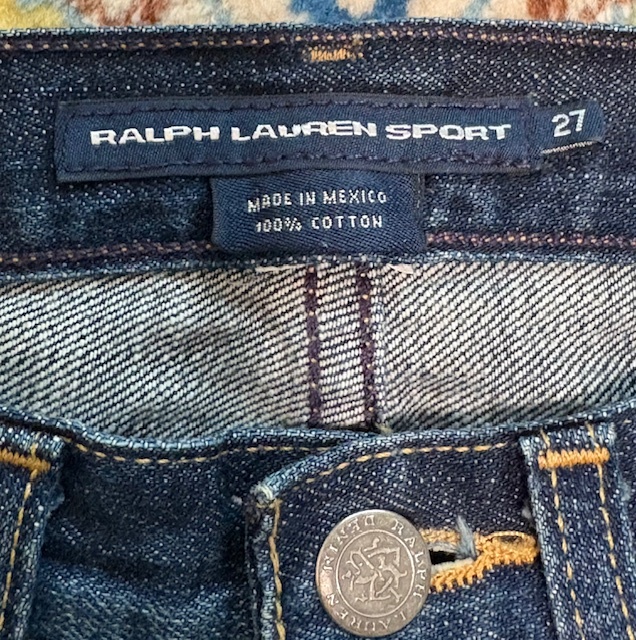 RALPH LAUREN SPORT
27
MADE IN MEXICO
100% COTTON
RALPH LAUREN DENIM